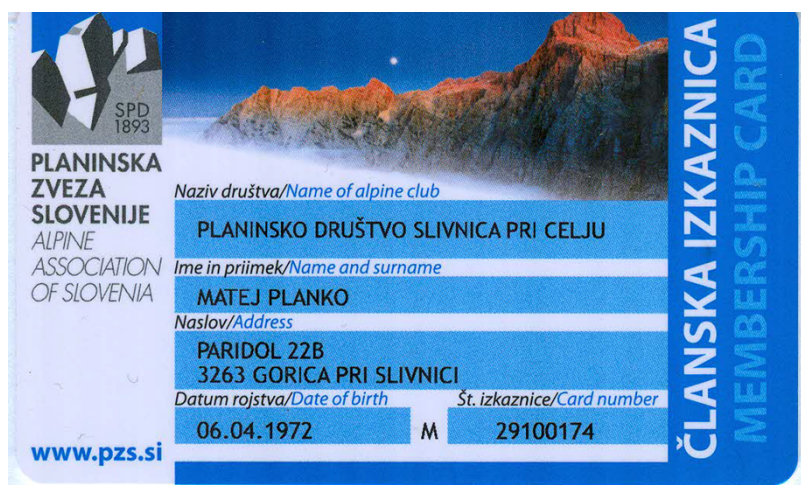 SPD
1893
PLANINSKA
ZVEZA
SLOVENIJE
ALPINE
ASSOCIATION
OF SLOVENIA
www.pzs.si
Naziv društva/Name of alpine club
PLANINSKO DRUŠTVO SLIVNICA PRI CELJU
Ime in priimek/Name and surname
MATEJ PLANKO
Naslov/Address
PARIDOL 22B
3263 GORICA PRI SLIVNICI
Datum rojstva/Date of birth Št. izkaznice/Card number
06.04.1972 M 29100174
ČLANSKA IZKAZNICA
MEMBERSHIP CARD